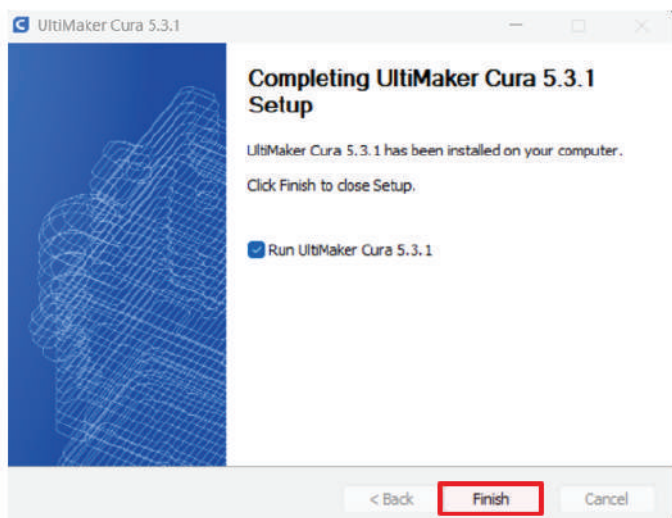 UltiMaker Cura 5.3.1
Completing UltiMaker Cura 5.3.1
Setup
UltiMaker Cura 5.3.1 has been installed on your computer.
Click Finish to close Setup.
Run UltiMaker Cura 5.3.1
< Back Finish Cancel